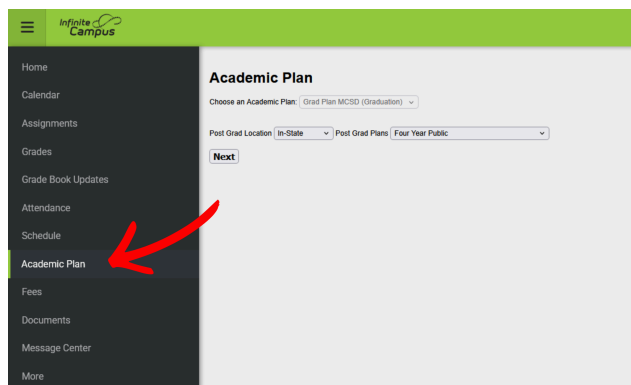 Infinite
Campus
Home
Calendar
Assignments
Grades
Grade Book Updates
Attendance
Schedule
Academic Plan
Fees
Documents
Message Center
More
Academic Plan
Choose an Academic Plan: Grad Plan MCSD (Graduation)
Post Grad Location In-State Post Grad Plans Four Year Public
Next